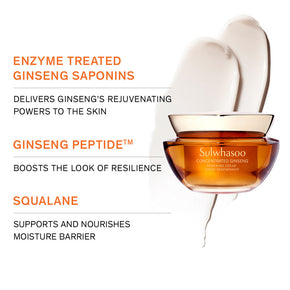 ENZYME TREATED
GINSENG SAPONINS
DELIVERS GINSENG'S REJUVENATING
POWERS TO THE SKIN
GINSENG PEPTIDE™
BOOSTS THE LOOK OF RESILIENCE
SQUALANE
SUPPORTS AND NOURISHES
MOISTURE BARRIER
Sulwhasoo
CONCENTRATED GINSENG